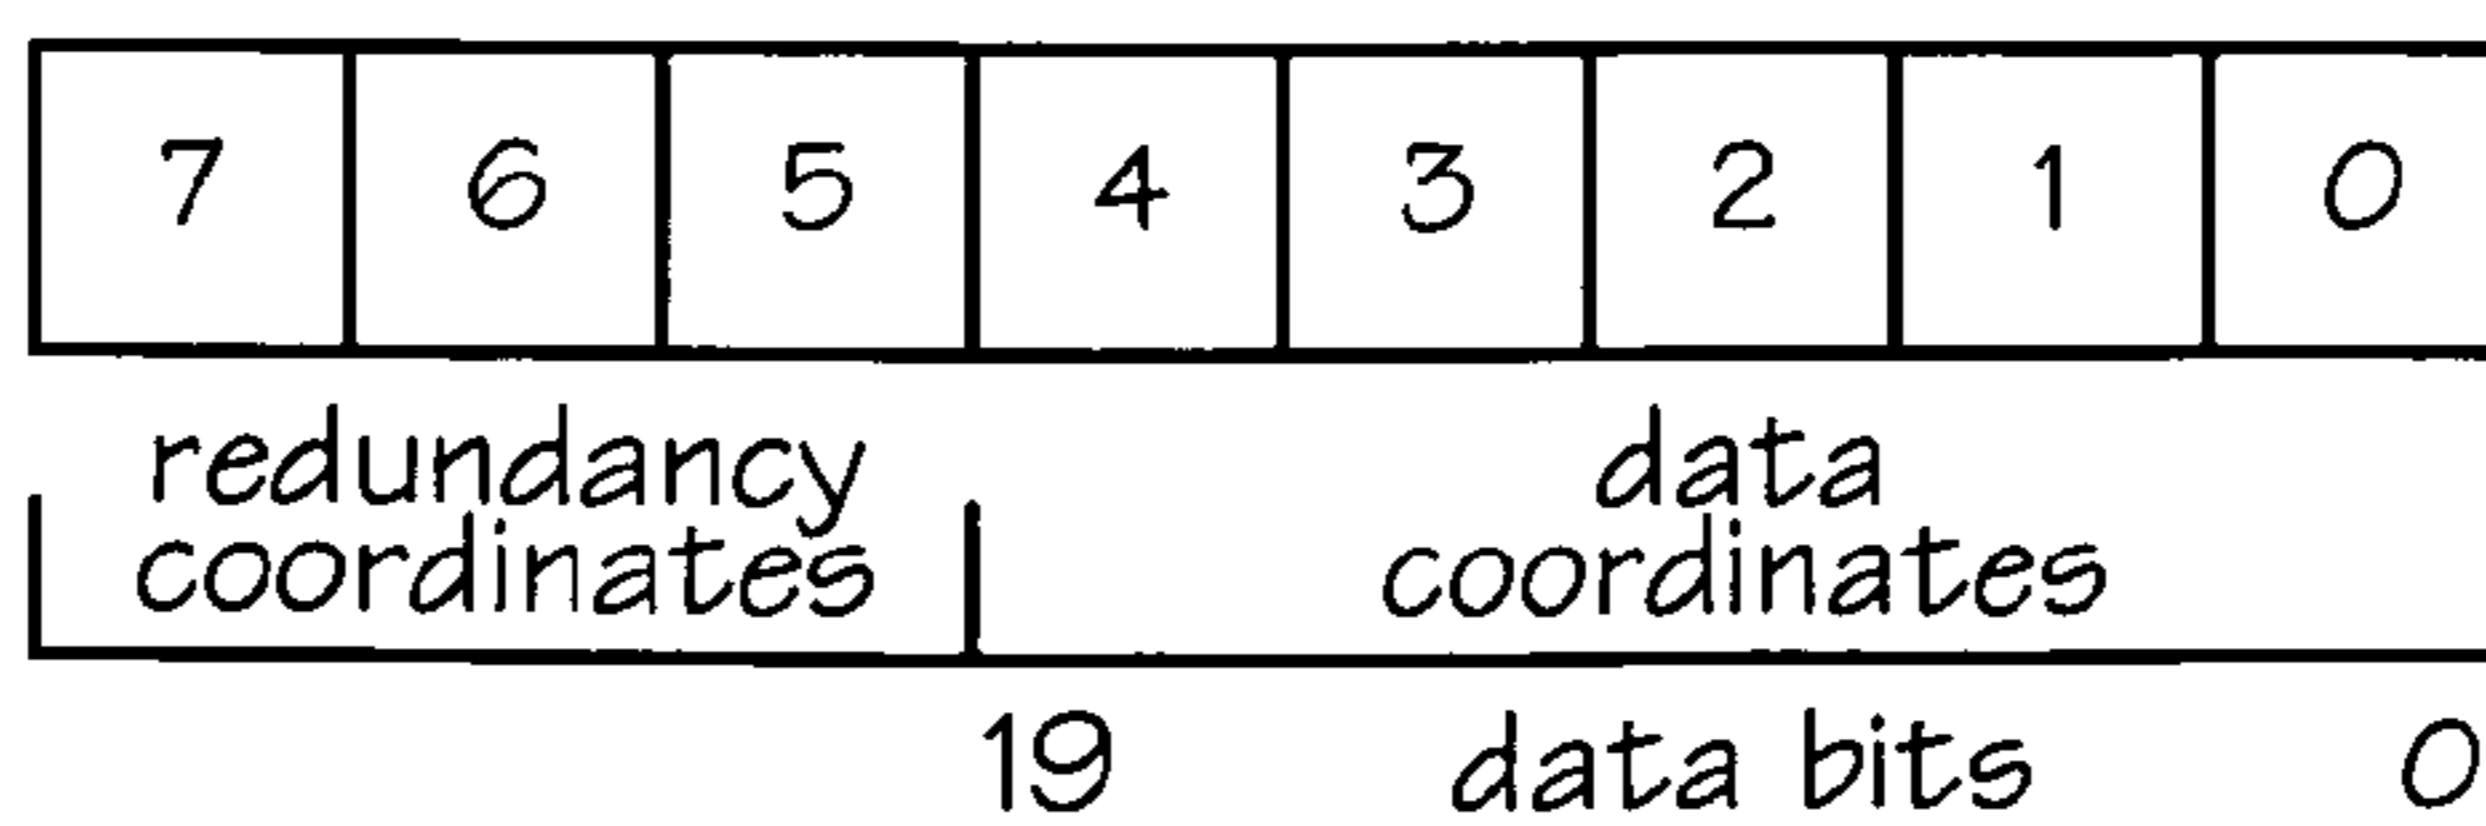 7 6 5 4 3 2 1 0
redundancy data
coordinates coordinates
19 data bits 0